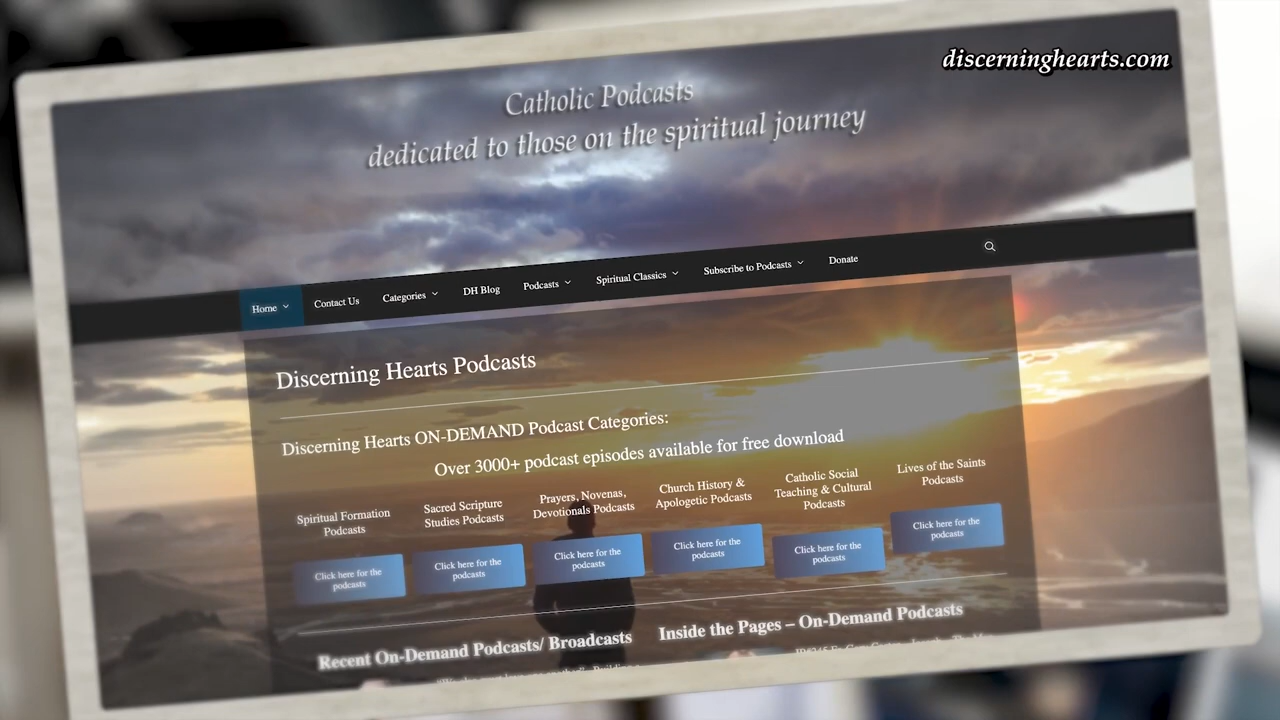 discerninghearts.com
Catholic Podcasts
dedicated to those on the spiritual journey
Home
Contact Us
Categories
DH Blog
Podcasts
Spiritual Classics
Subscribe to Podcasts
Donate
Discerning Hearts Podcasts
Discerning Hearts ON-DEMAND Podcast Categories:
Over 3000+ podcast episodes available for free download
Spiritual Formation
Podcasts
Click here for the
podcasts
Sacred Scripture
Studies Podcasts
Click here for the
podcasts
Prayers, Novenas,
Devotionals Podcasts
Click here for the
podcasts
Church History &
Apologetic Podcasts
Click here for the
podcasts
Catholic Social
Teaching & Cultural
Podcasts
Click here for the
podcasts
Lives of the Saints
Podcasts
Click here for the
podcasts
Recent On-Demand Podcasts/ Broadcasts
Inside the Pages – On-Demand Podcasts